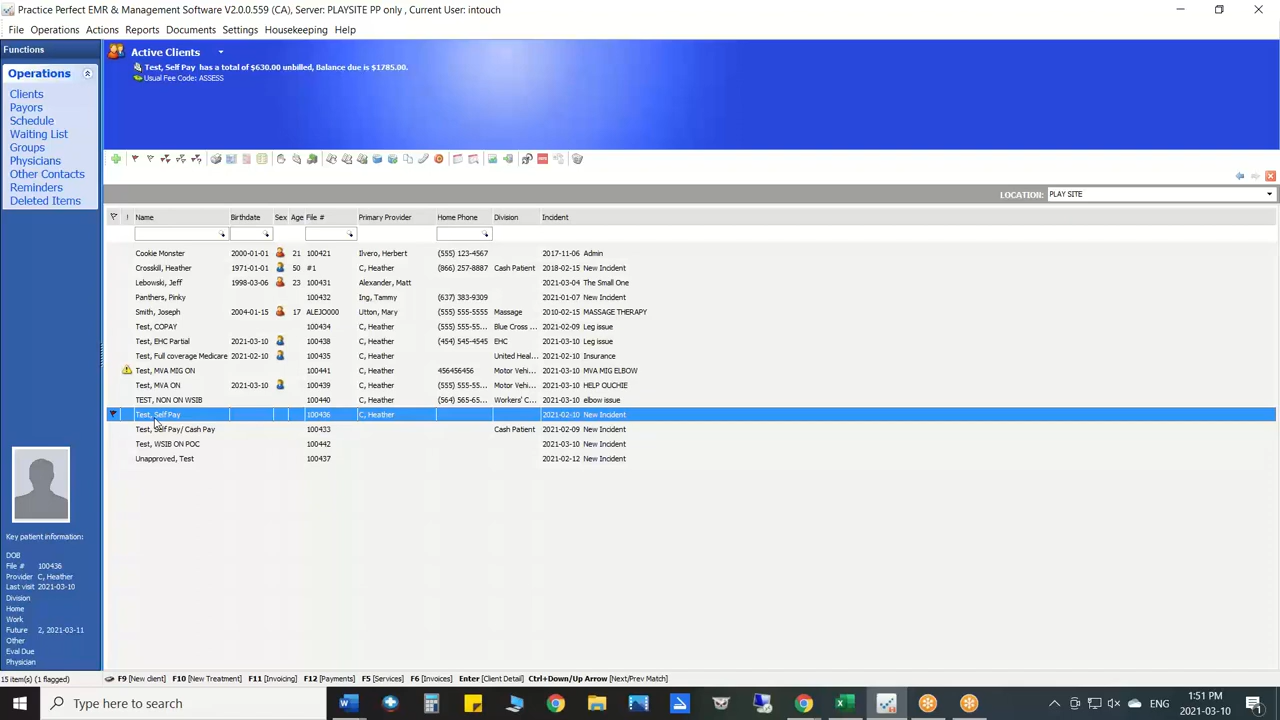 Practice Perfect EMR & Management Software V2.0.0.559 (CA), Server: PLAYSITE PP only , Current User: intouch
File Operations Actions Reports Documents Settings Housekeeping Help
Functions
Operations
Clients
Payors
Schedule
Waiting List
Groups
Physicians
Other Contacts
Reminders
Deleted Items
Active Clients
Test, Self Pay has a total of $630.00 unbilled, Balance due is $1785.00.
Usual Fee Code: ASSESS
LOCATION: PLAY SITE
! Name Birthdate Sex Age File # Primary Provider Home Phone Division Incident
Cookie Monster 2000-01-01 21 100421 Ilvero, Herbert (555) 123-4567 2017-11-06 Admin
Crosskill, Heather 1971-01-01 50 #1 C, Heather (866) 257-8887 Cash Patient 2018-02-15 New Incident
Lebowski, Jeff 1998-03-06 23 100431 Alexander, Matt 2021-03-04 The Small One
Panthers, Pinky 100432 Ing, Tammy (637) 383-9309 2021-01-07 New Incident
Smith, Joseph 2004-01-15 17 ALEJO000 Utton, Mary (555) 555-5555 Massage 2010-02-15 MASSAGE THERAPY
Test, COPAY 100434 C, Heather (555) 555-55... Blue Cross ... 2021-02-09 Leg issue
Test, EHC Partial 2021-03-10 100438 C, Heather (454) 545-4545 EHC 2021-03-10 Leg issue
Test, Full coverage Medicare 2021-02-10 100435 C, Heather United Heal... 2021-02-10 Insurance
Test, MVA MIG ON 100441 C, Heather 456456456 Motor Vehi... 2021-03-10 MVA MIG ELBOW
Test, MVA ON 2021-03-10 100439 C, Heather (555) 555-55... Motor Vehi... 2021-03-10 HELP OUCHIE
TEST, NON ON WSIB 100440 C, Heather (564) 565-65... Workers' C... 2021-03-10 elbow issue
Test, Self Pay 100436 C, Heather 2021-02-10 New Incident
Test, Self Pay/ Cash Pay 100433 Cash Patient 2021-02-09 New Incident
Test, WSIB ON POC 100442 2021-03-10 New Incident
Unapproved, Test 100437 2021-02-12 New Incident
Key patient information:
DOB
File # 100436
Provider C, Heather
Last visit 2021-03-10
Division
Home
Work
Future 2, 2021-03-11
Other
Eval Due
Physician
15 item(s) (1 flagged)
F9 [New client] F10 [New Treatment] F11 [Invoicing] F12 [Payments] F5 [Services] F6 [Invoices] Enter [Client Detail] Ctrl+Down/Up Arrow [Next/Prev Match]
Type here to search
ENG
1:51 PM
2021-03-10
1